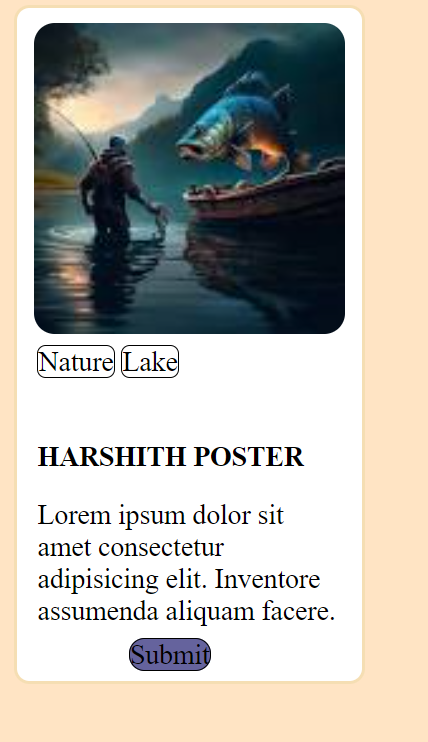 Nature Lake
HARSHITH POSTER
Lorem ipsum dolor sit
amet consectetur
adipisicing elit. Inventore
assumenda aliquam facere.
Submit